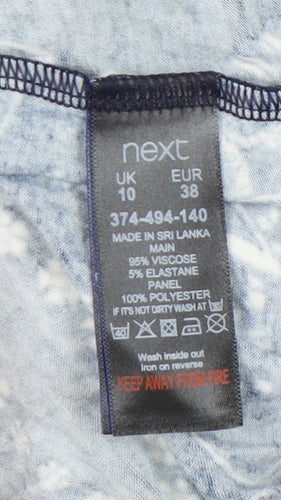 next
UK EUR
10 38
374-494-140
MADE IN SRI LANKA
MAIN
95% VISCOSE
5% ELASTANE
PANEL
100% POLYESTER
IF IT'S NOT DIRTY WASH AT
40
Wash inside out
Iron on reverse
KEEP AWAY FROM FIRE